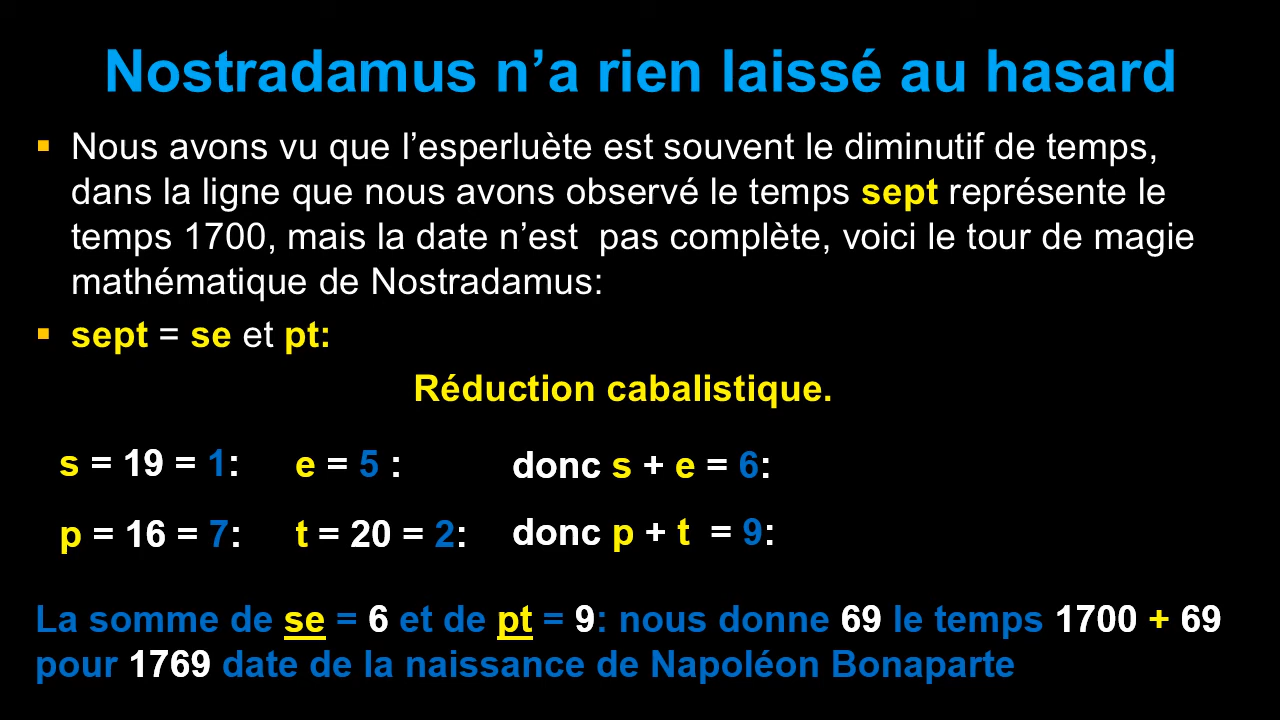 Nostradamus n’a rien laissé au hasard
▪ Nous avons vu que l’esperluète est souvent le diminutif de temps,
dans la ligne que nous avons observé le temps sept représente le
temps 1700, mais la date n’est  pas complète, voici le tour de magie
mathématique de Nostradamus:
▪ sept = se et pt:
Réduction cabalistique.
s = 19 = 1: e = 5 : donc s + e = 6:
p = 16 = 7: t = 20 = 2: donc p + t  = 9:
La somme de se = 6 et de pt = 9: nous donne 69 le temps 1700 + 69
pour 1769 date de la naissance de Napoléon Bonaparte